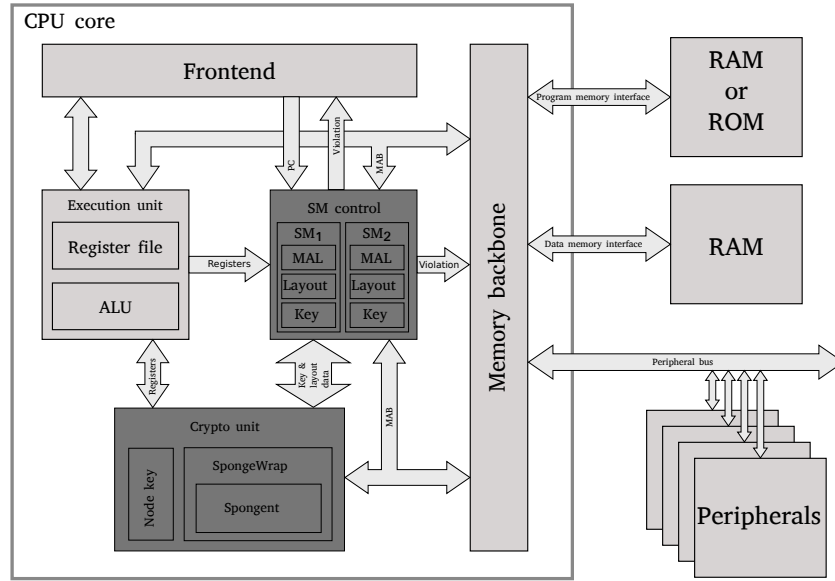 CPU core
Frontend
RAM
or
ROM
Program memory interface
PC
Violation
MAB
Execution unit
Register file
ALU
SM control
SM1
MAL
Layout
Key
SM2
MAL
Layout
Key
Registers
Violation
Memory backbone
Data memory interface
RAM
Peripheral bus
Registers
Key &
layout
data
MAB
Crypto unit
Node key
SpongeWrap
Spongent
Peripherals